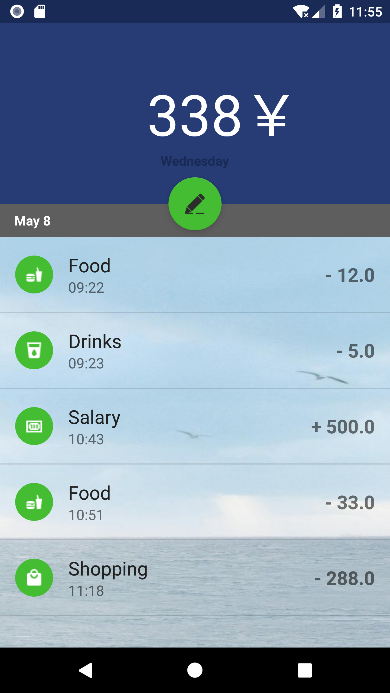 11:55
338 ¥
Wednesday
May 8
Food
09:22
- 12.0
Drinks
09:23
- 5.0
Salary
10:43
+ 500.0
Food
10:51
- 33.0
Shopping
11:18
- 288.0